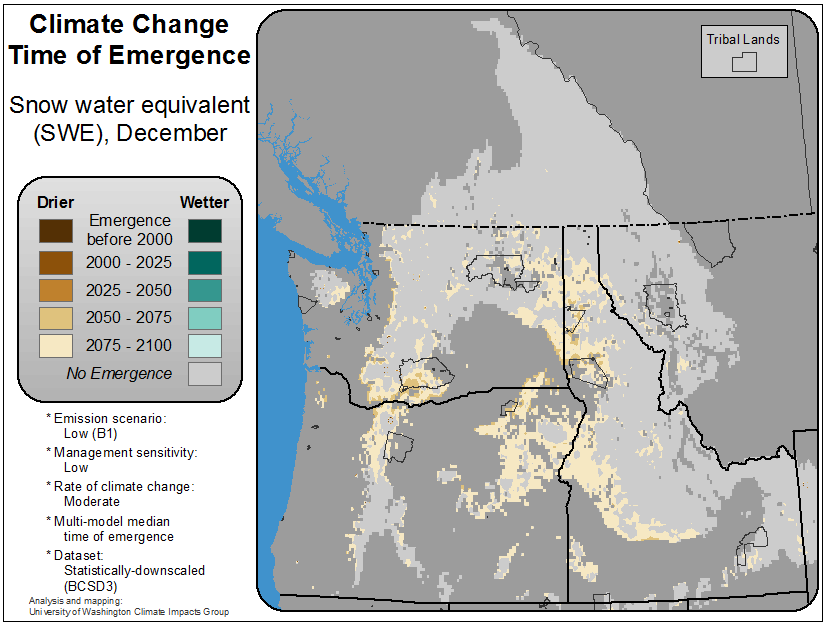 Climate Change
Time of Emergence
Snow water equivalent
(SWE), December
Drier
Wetter
Emergence
before 2000
2000 - 2025
2025 - 2050
2050 - 2075
2075 - 2100
No Emergence
* Emission scenario:
Low (B1)
* Management sensitivity:
Low
* Rate of climate change:
Moderate
* Multi-model median
time of emergence
* Dataset:
Statistically-downscaled
(BCSD3)
Analysis and mapping:
University of Washington Climate Impacts Group
Tribal Lands